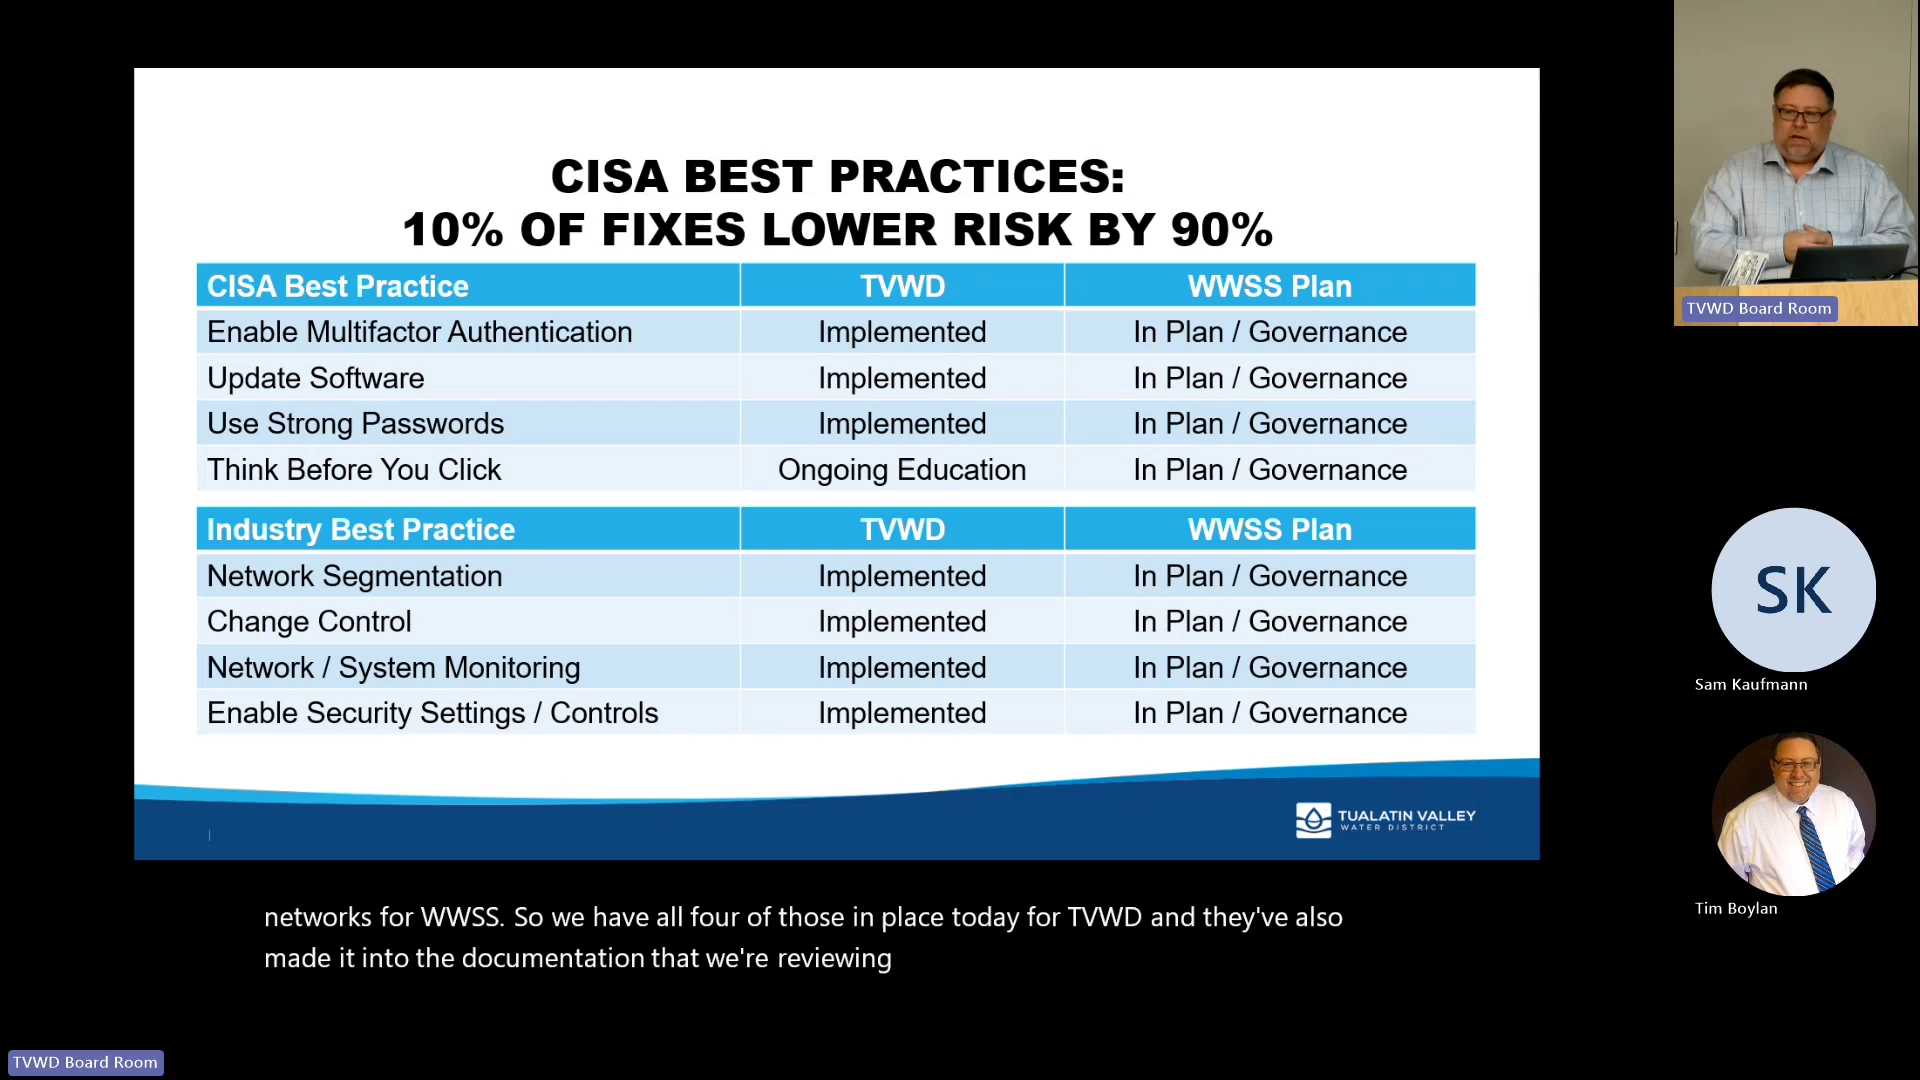 CISA BEST PRACTICES:
10% OF FIXES LOWER RISK BY 90%
CISA Best Practice TVWD WWSS Plan
Enable Multifactor Authentication Implemented In Plan / Governance
Update Software Implemented In Plan / Governance
Use Strong Passwords Implemented In Plan / Governance
Think Before You Click Ongoing Education In Plan / Governance
Industry Best Practice TVWD WWSS Plan
Network Segmentation Implemented In Plan / Governance
Change Control Implemented In Plan / Governance
Network / System Monitoring Implemented In Plan / Governance
Enable Security Settings / Controls Implemented In Plan / Governance
TUALATIN VALLEY
WATER DISTRICT
networks for WWSS. So we have all four of those in place today for TVWD and they've also
made it into the documentation that we're reviewing
TVWD Board Room
TVWD Board Room
SK
Sam Kaufmann
Tim Boylan